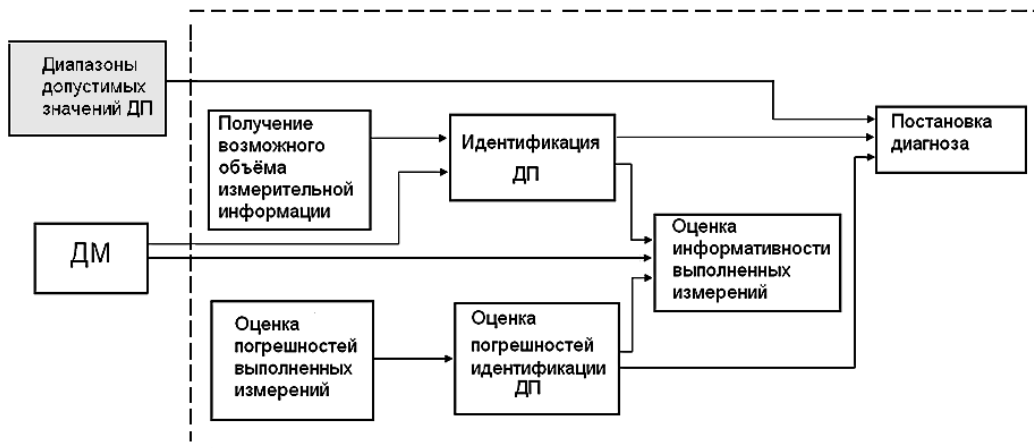 Диапазоны
допустимых
значений ДП
Получение
возможного
объёма
измерительной
информации
Идентификация
ДП
Постановка
диагноза
ДМ
Оценка
информативности
выполненных
измерений
Оценка
погрешностей
выполненных
измерений
Оценка
погрешностей
идентификации
ДП